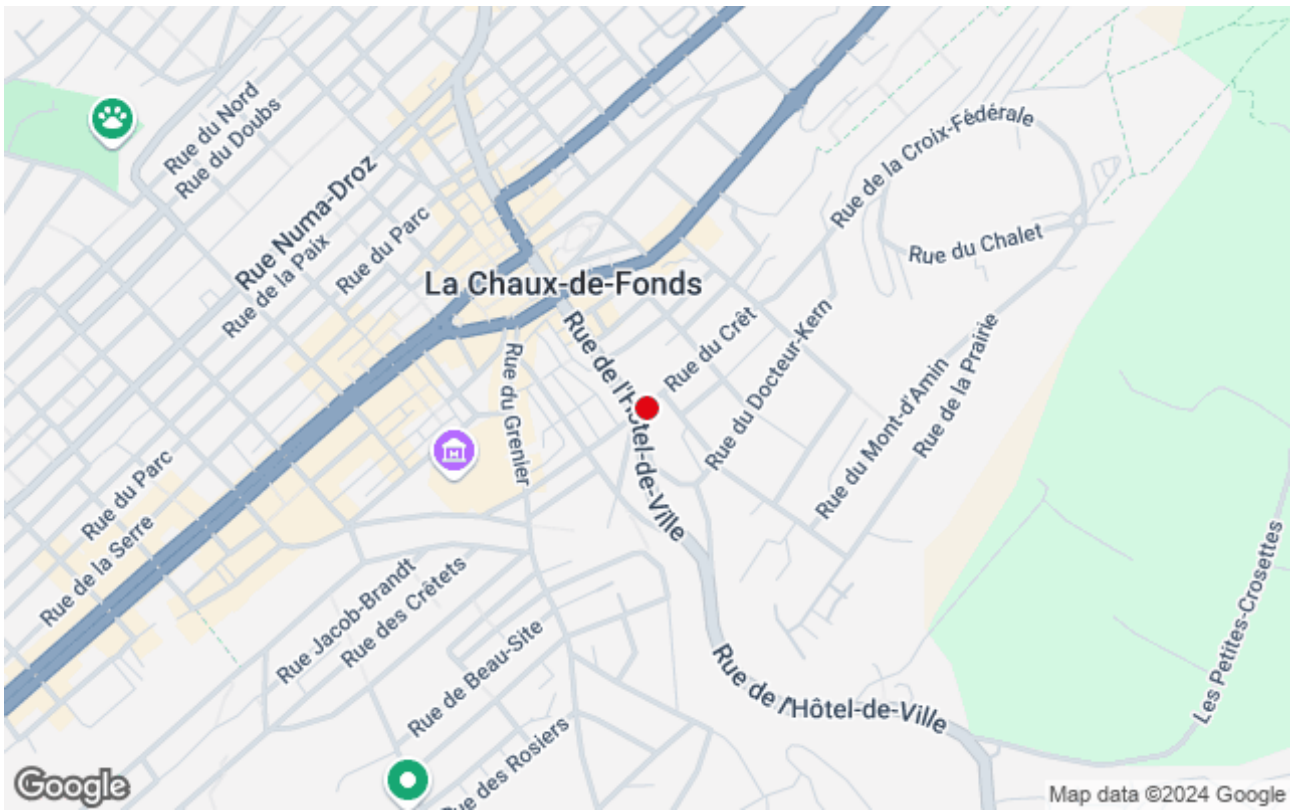 Rue du Nord
Rue du Doubs
Rue Numa-Droz
Rue de la Paix
Rue du Parc
La Chaux-de-Fonds
Rue de la Croix-Fédérale
Rue du Chalet
Rue du Crêt
Rue du Docteur-Kern
Rue de l'Hôtel-de-Ville
Rue du Grenier
Rue du Mont-d'Amin
Rue de la Prairie
Rue du Parc
Rue de la Serre
Rue Jacob-Brandt
Rue des Crêtets
Rue de Beau-Site
Rue des Rosiers
Rue de l'Hôtel-de-Ville
Les Petites-Crosettes
M
Google
Map data ©2024 Google